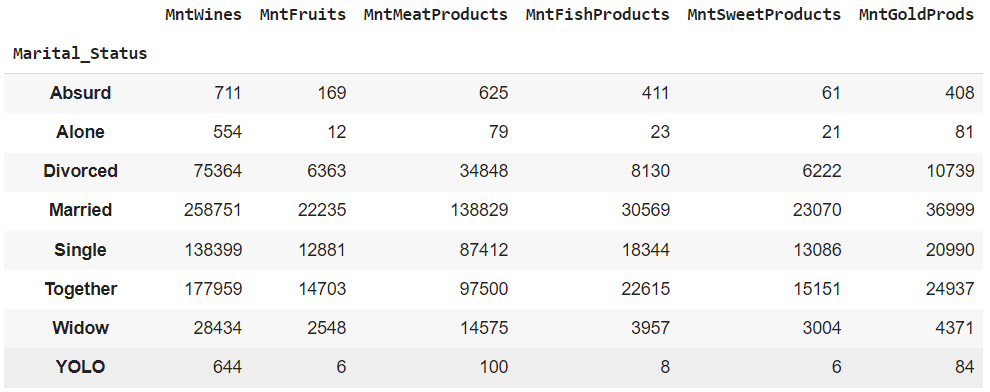 MntWines MntFruits MntMeatProducts MntFishProducts MntSweetProducts MntGoldProds
Marital_Status
Absurd 711 169 625 411 61 408
Alone 554 12 79 23 21 81
Divorced 75364 6363 34848 8130 6222 10739
Married 258751 22235 138829 30569 23070 36999
Single 138399 12881 87412 18344 13086 20990
Together 177959 14703 97500 22615 15151 24937
Widow 28434 2548 14575 3957 3004 4371
YOLO 644 6 100 8 6 84